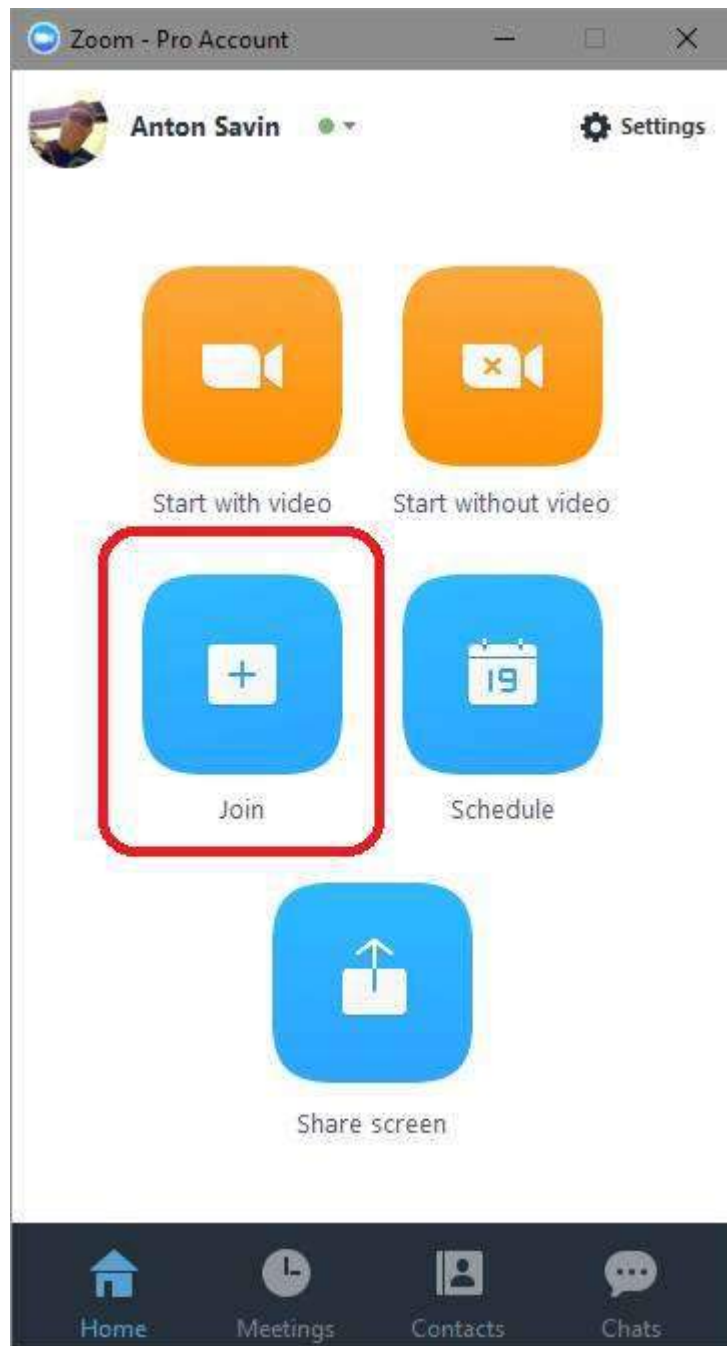 Zoom - Pro Account
Anton Savin
Settings
Start with video
Start without video
19
Join
Schedule
Share screen
Home
Meetings
Contacts
Chats